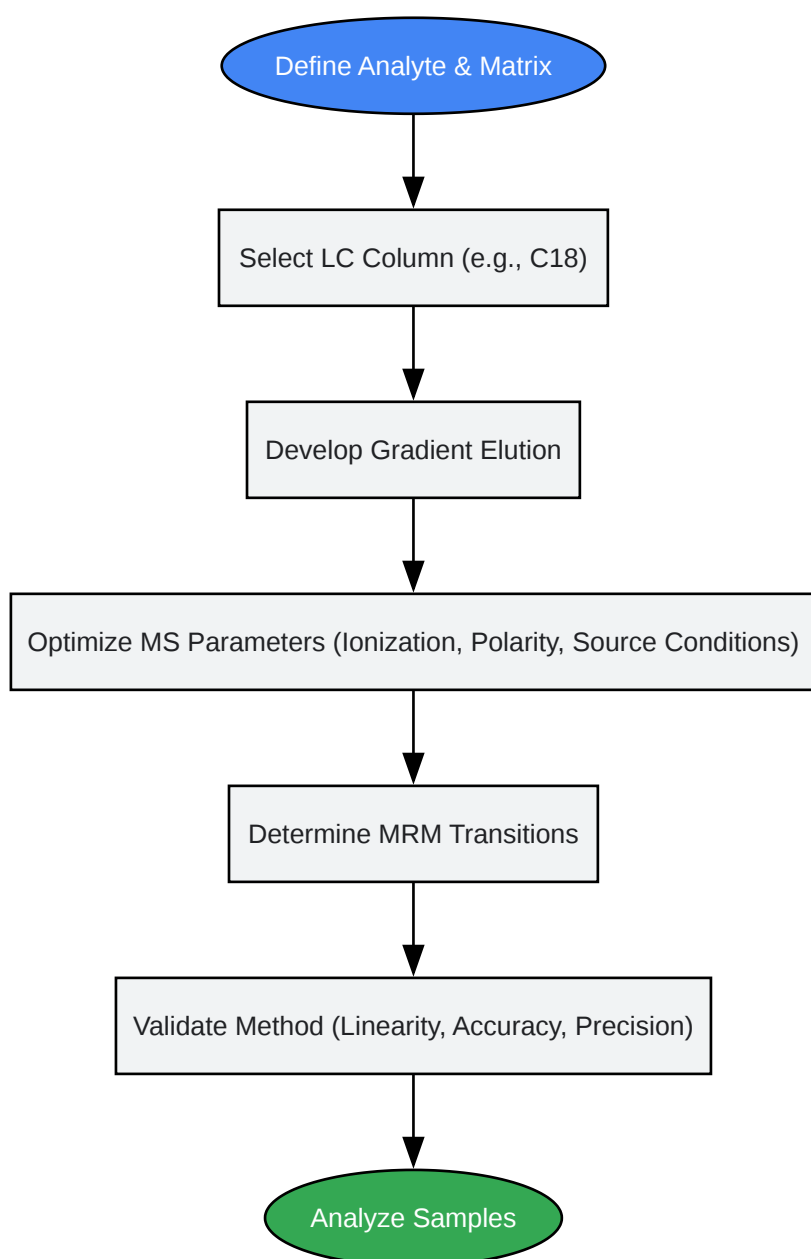 Define Analyte & Matrix
Select LC Column (e.g., C18)
Develop Gradient Elution
Optimize MS Parameters (Ionization, Polarity, Source Conditions)
Determine MRM Transitions
Validate Method (Linearity, Accuracy, Precision)
Analyze Samples